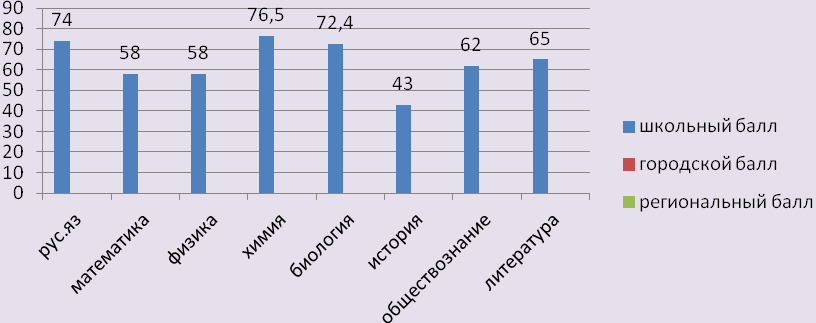 90
80
70
60
50
40
30
20
10
0
74
58
58
76,5
72,4
43
62
65
рус.яз
математика
физика
химия
биология
история
обществознание
литература
школьный балл
городской балл
региональный балл